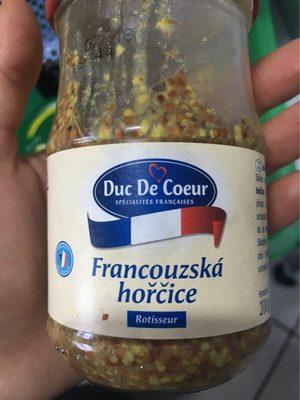 Duc De Coeur
SPÉCIALITÉS FRANÇAISES
Francouzská
hořčice
Rotisseur